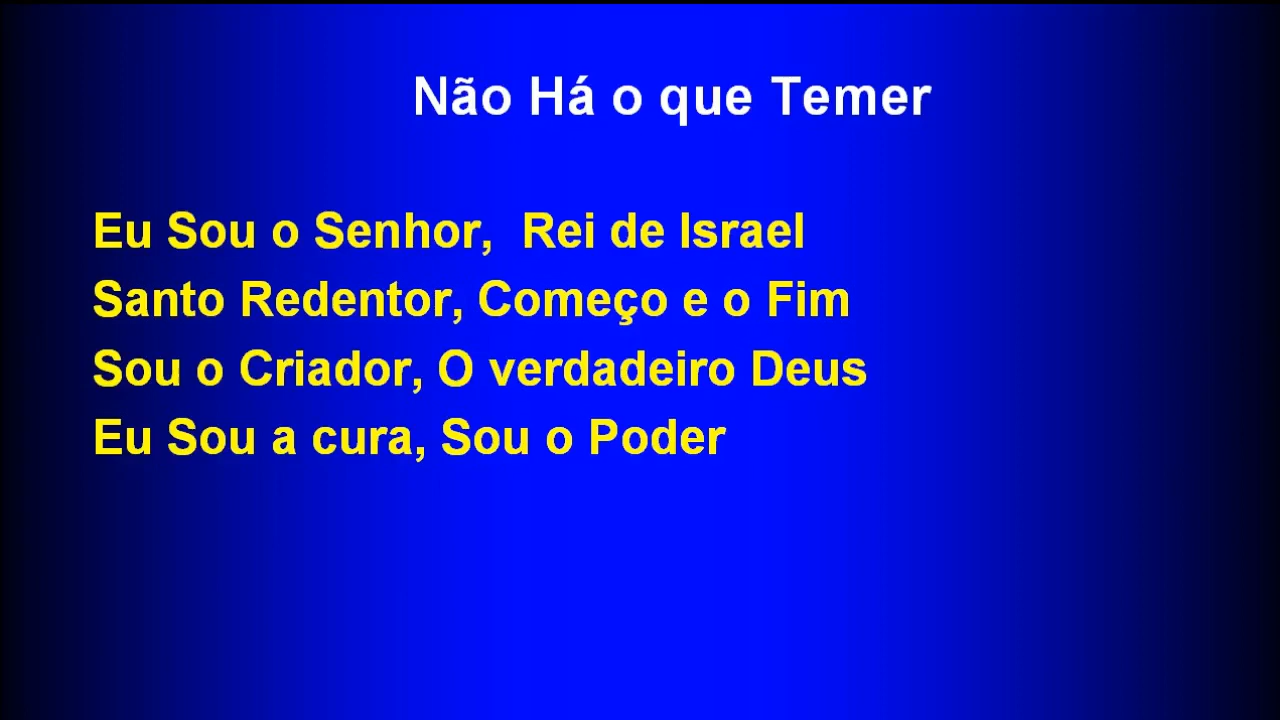 Não Há o que Temer
Eu Sou o Senhor,  Rei de Israel
Santo Redentor, Começo e o Fim
Sou o Criador, O verdadeiro Deus
Eu Sou a cura, Sou o Poder